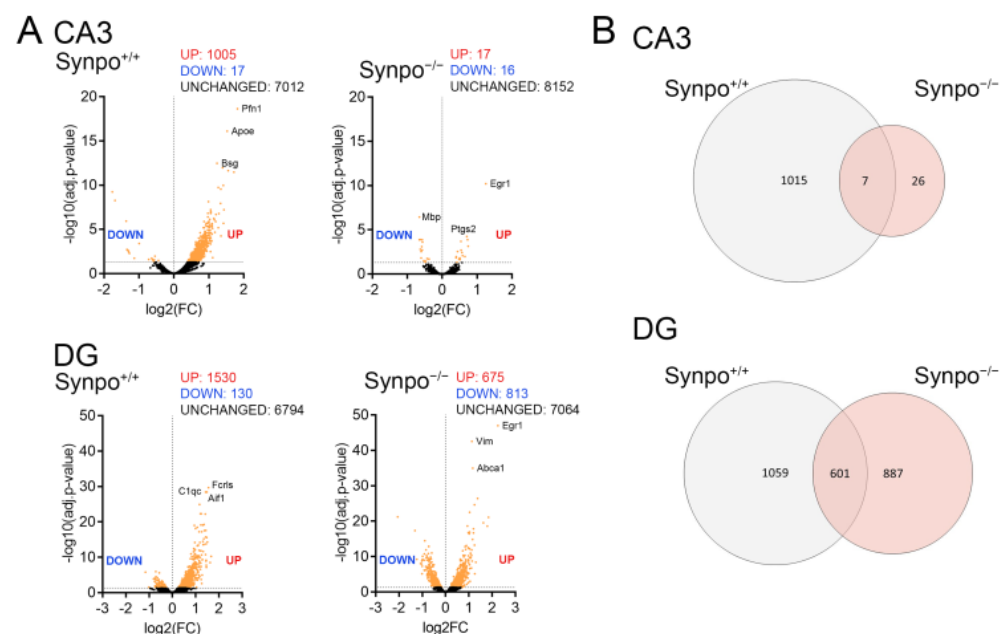 A CA3
Synpo+/+
UP: 1005
DOWN: 17
UNCHANGED: 7012
20
15
10
5
0
-log10(adj.p-value)
Pfn1
Apoe
Bsg
DOWN
UP
-2 -1 0 1 2
log2(FC)
Synpo−/−
UP: 17
DOWN: 16
UNCHANGED: 8152
20
15
10
5
0
-log10(adj.p-value)
Egr1
Mbp
Ptgs2
DOWN
UP
-2 -1 0 1 2
log2(FC)
DG
Synpo+/+
UP: 1530
DOWN: 130
UNCHANGED: 6794
50
40
30
20
10
0
-log10(adj.p-value)
Fcrls
C1qc
Aif1
DOWN
UP
-3 -2 -1 0 1 2 3
log2(FC)
Synpo−/−
UP: 675
DOWN: 813
UNCHANGED: 7064
50
40
30
20
10
0
-log10(adj.p-value)
Egr1
Vim
Abca1
DOWN
UP
-3 -2 -1 0 1 2 3
log2FC
B CA3
Synpo+/+
Synpo−/−
1015 7 26
DG
Synpo+/+
Synpo−/−
1059 601 887